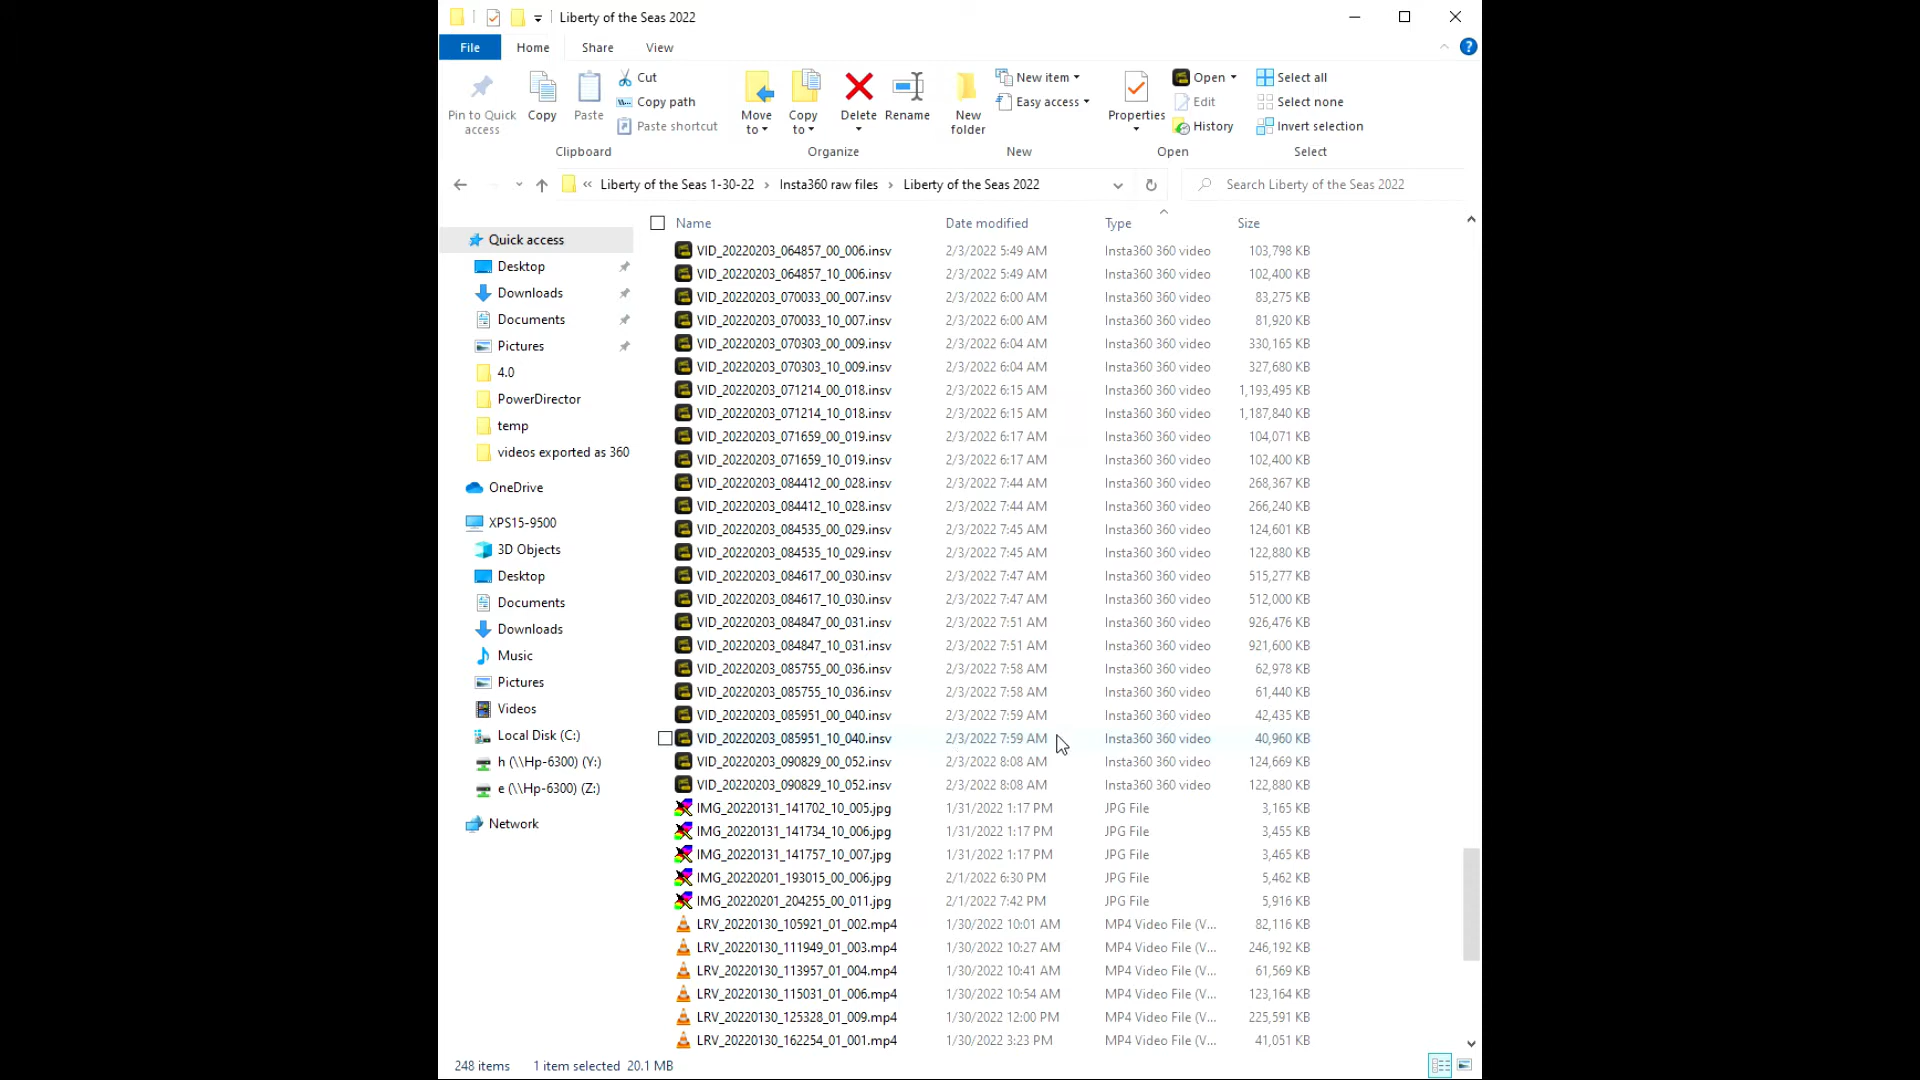 Liberty of the Seas 2022
File Home Share View
Pin to Quick access
Copy
Paste
Cut
Copy path
Paste shortcut
Clipboard
Move to
Copy to
Delete
Rename
Organize
New folder
New item
Easy access
New
Properties
Open
Edit
History
Open
Select all
Select none
Invert selection
Select
« Liberty of the Seas 1-30-22 › Insta360 raw files › Liberty of the Seas 2022
Search Liberty of the Seas 2022
Quick access
Desktop
Downloads
Documents
Pictures
4.0
PowerDirector
temp
videos exported as 360
OneDrive
XPS15-9500
3D Objects
Desktop
Documents
Downloads
Music
Pictures
Videos
Local Disk (C:)
h (\\Hp-6300) (Y:)
e (\\Hp-6300) (Z:)
Network
Name Date modified Type Size
VID_20220203_064857_00_006.insv 2/3/2022 5:49 AM Insta360 360 video 103,798 KB
VID_20220203_064857_10_006.insv 2/3/2022 5:49 AM Insta360 360 video 102,400 KB
VID_20220203_070033_00_007.insv 2/3/2022 6:00 AM Insta360 360 video 83,275 KB
VID_20220203_070033_10_007.insv 2/3/2022 6:00 AM Insta360 360 video 81,920 KB
VID_20220203_070303_00_009.insv 2/3/2022 6:04 AM Insta360 360 video 330,165 KB
VID_20220203_070303_10_009.insv 2/3/2022 6:04 AM Insta360 360 video 327,680 KB
VID_20220203_071214_00_018.insv 2/3/2022 6:15 AM Insta360 360 video 1,193,495 KB
VID_20220203_071214_10_018.insv 2/3/2022 6:15 AM Insta360 360 video 1,187,840 KB
VID_20220203_071659_00_019.insv 2/3/2022 6:17 AM Insta360 360 video 104,071 KB
VID_20220203_071659_10_019.insv 2/3/2022 6:17 AM Insta360 360 video 102,400 KB
VID_20220203_084412_00_028.insv 2/3/2022 7:44 AM Insta360 360 video 268,367 KB
VID_20220203_084412_10_028.insv 2/3/2022 7:44 AM Insta360 360 video 266,240 KB
VID_20220203_084535_00_029.insv 2/3/2022 7:45 AM Insta360 360 video 124,601 KB
VID_20220203_084535_10_029.insv 2/3/2022 7:45 AM Insta360 360 video 122,880 KB
VID_20220203_084617_00_030.insv 2/3/2022 7:47 AM Insta360 360 video 515,277 KB
VID_20220203_084617_10_030.insv 2/3/2022 7:47 AM Insta360 360 video 512,000 KB
VID_20220203_084847_00_031.insv 2/3/2022 7:51 AM Insta360 360 video 926,476 KB
VID_20220203_084847_10_031.insv 2/3/2022 7:51 AM Insta360 360 video 921,600 KB
VID_20220203_085755_00_036.insv 2/3/2022 7:58 AM Insta360 360 video 62,978 KB
VID_20220203_085755_10_036.insv 2/3/2022 7:58 AM Insta360 360 video 61,440 KB
VID_20220203_085951_00_040.insv 2/3/2022 7:59 AM Insta360 360 video 42,435 KB
VID_20220203_085951_10_040.insv 2/3/2022 7:59 AM Insta360 360 video 40,960 KB
VID_20220203_090829_00_052.insv 2/3/2022 8:08 AM Insta360 360 video 124,669 KB
VID_20220203_090829_10_052.insv 2/3/2022 8:08 AM Insta360 360 video 122,880 KB
IMG_20220131_141702_10_005.jpg 1/31/2022 1:17 PM JPG File 3,165 KB
IMG_20220131_141734_10_006.jpg 1/31/2022 1:17 PM JPG File 3,455 KB
IMG_20220131_141757_10_007.jpg 1/31/2022 1:17 PM JPG File 3,465 KB
IMG_20220201_193015_00_006.jpg 2/1/2022 6:30 PM JPG File 5,462 KB
IMG_20220201_204255_00_011.jpg 2/1/2022 7:42 PM JPG File 5,916 KB
LRV_20220130_105921_01_002.mp4 1/30/2022 10:01 AM MP4 Video File (V... 82,116 KB
LRV_20220130_111949_01_003.mp4 1/30/2022 10:27 AM MP4 Video File (V... 246,192 KB
LRV_20220130_113957_01_004.mp4 1/30/2022 10:41 AM MP4 Video File (V... 61,569 KB
LRV_20220130_115031_01_006.mp4 1/30/2022 10:54 AM MP4 Video File (V... 123,164 KB
LRV_20220130_125328_01_009.mp4 1/30/2022 12:00 PM MP4 Video File (V... 225,591 KB
LRV_20220130_162254_01_001.mp4 1/30/2022 3:23 PM MP4 Video File (V... 41,051 KB
248 items 1 item selected 20.1 MB